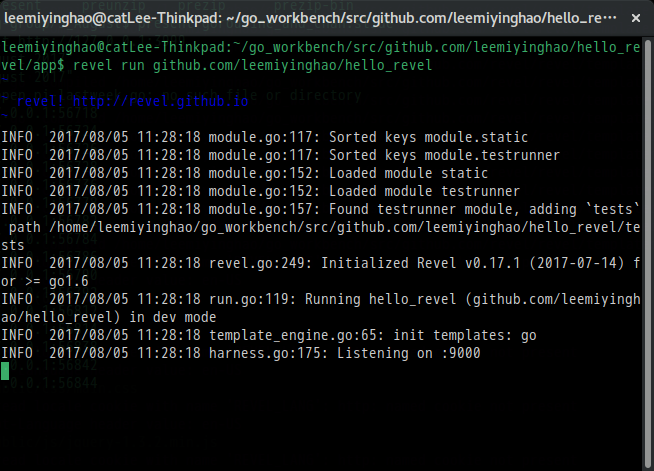 leemiyinghao@catLee-Thinkpad: ~/go_workbench/src/github.com/leemiyinghao/hello_re…
leemiyinghao@catLee-Thinkpad:~/go_workbench/src/github.com/leemiyinghao/hello_re
vel/app$ revel run github.com/leemiyinghao/hello_revel
~
~ revel! http://revel.github.io
~
INFO  2017/08/05 11:28:18 module.go:117: Sorted keys module.static
INFO  2017/08/05 11:28:18 module.go:117: Sorted keys module.testrunner
INFO  2017/08/05 11:28:18 module.go:152: Loaded module static
INFO  2017/08/05 11:28:18 module.go:152: Loaded module testrunner
INFO  2017/08/05 11:28:18 module.go:157: Found testrunner module, adding `tests`
 path /home/leemiyinghao/go_workbench/src/github.com/leemiyinghao/hello_revel/te
sts
INFO  2017/08/05 11:28:18 revel.go:249: Initialized Revel v0.17.1 (2017-07-14) f
or >= go1.6
INFO  2017/08/05 11:28:18 run.go:119: Running hello_revel (github.com/leemiyingh
ao/hello_revel) in dev mode
INFO  2017/08/05 11:28:18 template_engine.go:65: init templates: go
INFO  2017/08/05 11:28:18 harness.go:175: Listening on :9000